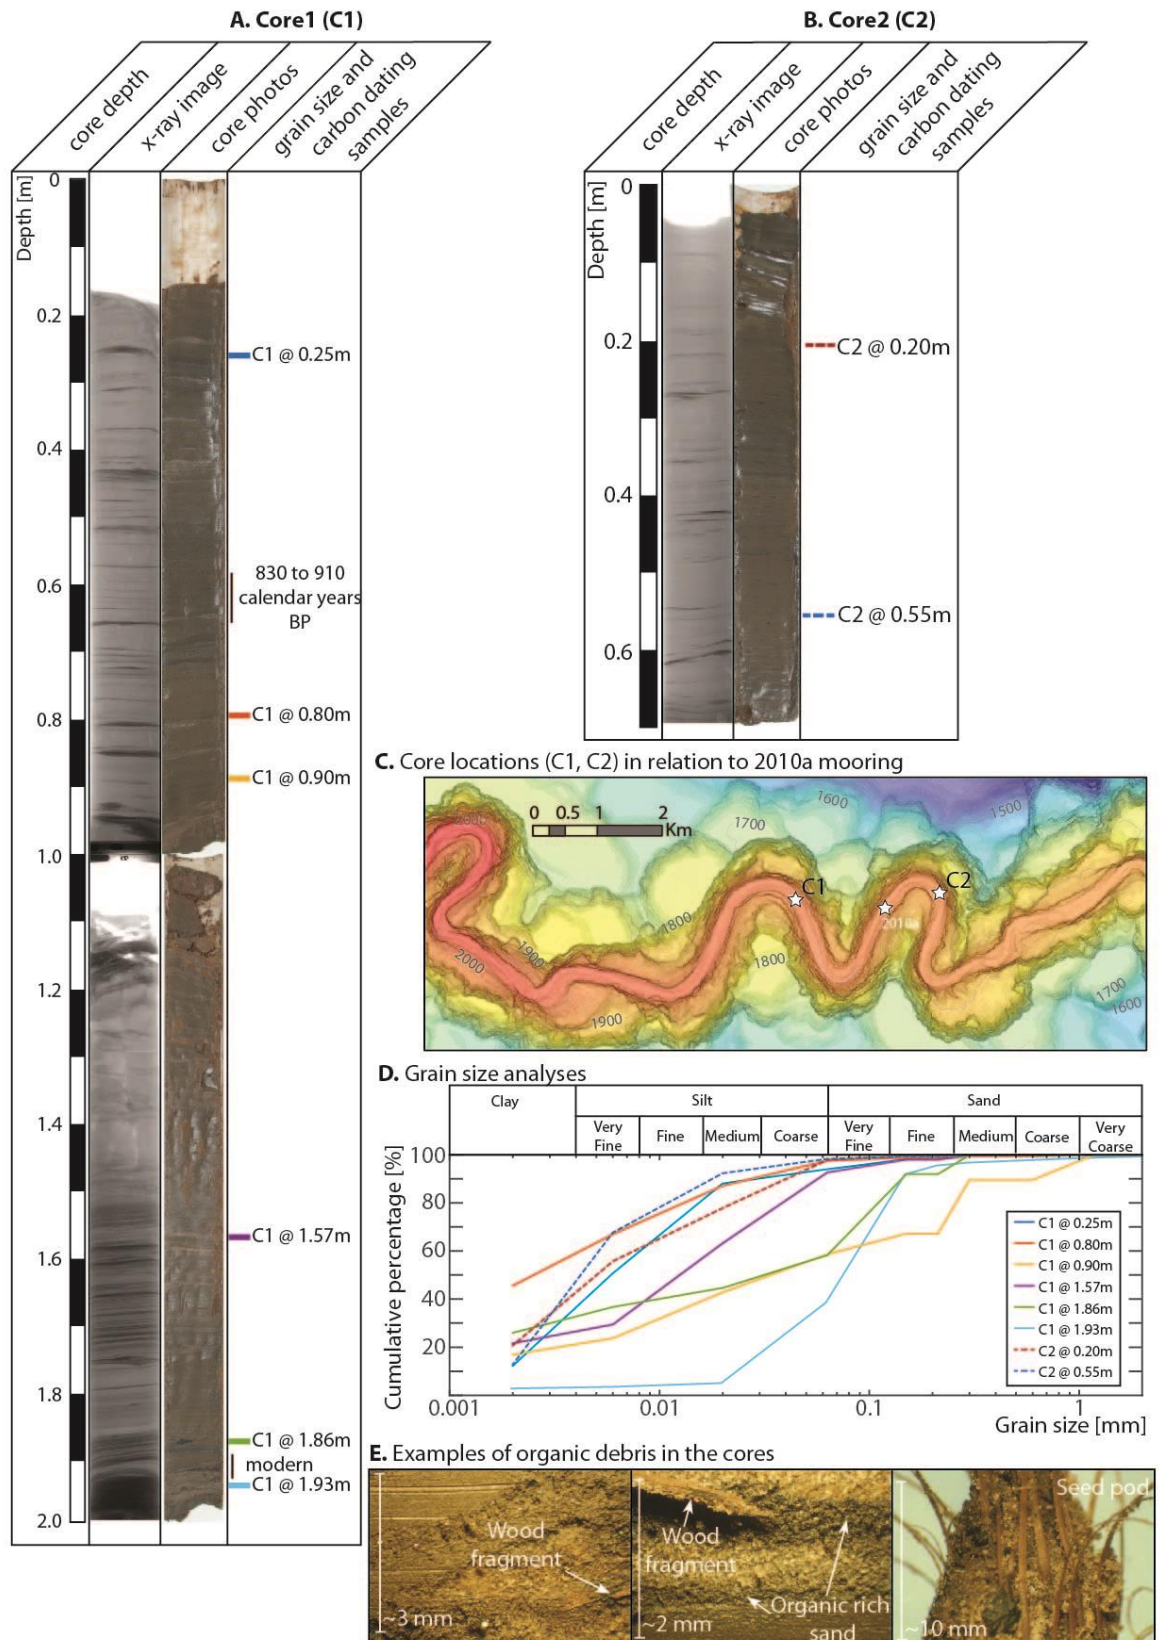 A. Core1 (C1)
core depth
x-ray image
core photos
grain size and
carbon dating
samples
Depth [m]
0
0.2
0.4
0.6
0.8
1.0
1.2
1.4
1.6
1.8
2.0
C1 @ 0.25m
830 to 910
calendar years
BP
C1 @ 0.80m
C1 @ 0.90m
C1 @ 1.57m
C1 @ 1.86m
modern
C1 @ 1.93m
B. Core2 (C2)
core depth
x-ray image
core photos
grain size and
carbon dating
samples
Depth [m]
0
0.2
0.4
0.6
C2 @ 0.20m
C2 @ 0.55m
C. Core locations (C1, C2) in relation to 2010a mooring
0 0.5 1 2
Km
1600
1500
1700
C1
C2
2010a
1800
1900
2000
1800
1900
1700
1600
D. Grain size analyses
Clay
Silt
Sand
Very Fine
Fine
Medium
Coarse
Very Fine
Fine
Medium
Coarse
Very Coarse
Cumulative percentage [%]
100
80
60
40
20
0.001
0.01
0.1
1
Grain size [mm]
C1 @ 0.25m
C1 @ 0.80m
C1 @ 0.90m
C1 @ 1.57m
C1 @ 1.86m
C1 @ 1.93m
C2 @ 0.20m
C2 @ 0.55m
E. Examples of organic debris in the cores
Wood
fragment
~3 mm
Wood
fragment
Organic rich
sand
~2 mm
Seed pod
~10 mm